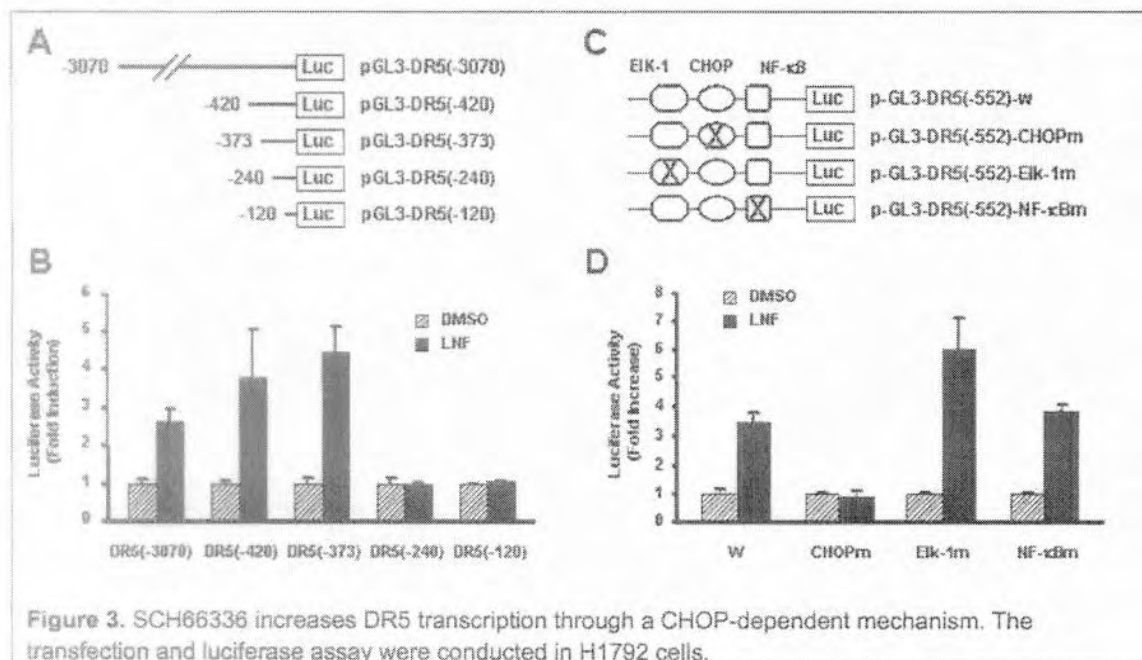 A
-3070 Luc pGL3-DR5(-3070)
-420 Luc pGL3-DR5(-420)
-373 Luc pGL3-DR5(-373)
-240 Luc pGL3-DR5(-240)
-120 Luc pGL3-DR5(-120)
B
Luciferase Activity
(Fold Induction)
6
5
4
3
2
1
0
DMSO
LNF
DR5(-3070) DR5(-420) DR5(-373) DR5(-240) DR5(-120)
C
ElK-1 CHOP NF-κB
Luc p-GL3-DR5(-552)-w
X Luc p-GL3-DR5(-552)-CHOPm
X Luc p-GL3-DR5(-552)-Elk-1m
X Luc p-GL3-DR5(-552)-NF-κBm
D
Luciferase Activity
(Fold Increase)
8
7
6
5
4
3
2
1
0
DMSO
LNF
W CHOPm Elk-1m NF-κBm
Figure 3. SCH66336 increases DR5 transcription through a CHOP-dependent mechanism. The
transfection and luciferase assay were conducted in H1792 cells.